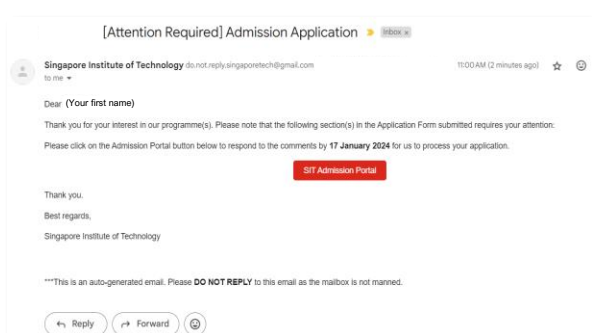 [Attention Required] Admission Application Inbox x
Singapore Institute of Technology do.not.reply.singaporetech@gmail.com 11:00 AM (2 minutes ago)
to me
Dear (Your first name)
Thank you for your interest in our programme(s). Please note that the following section(s) in the Application Form submitted requires your attention:
Please click on the Admission Portal button below to respond to the comments by 17 January 2024 for us to process your application.
SIT Admission Portal
Thank you.
Best regards,
Singapore Institute of Technology
***This is an auto-generated email. Please DO NOT REPLY to this email as the mailbox is not manned.
Reply Forward